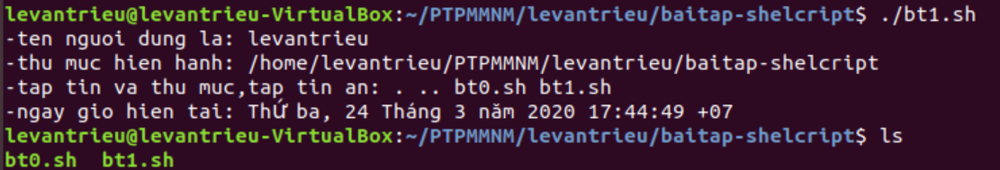 levantrieu@levantrieu-VirtualBox:~/PTPMMNM/levantrieu/baitap-shelcript$ ./bt1.sh
-ten nguoi dung la: levantrieu
-thu muc hien hanh: /home/levantrieu/PTPMMNM/levantrieu/baitap-shelcript
-tap tin va thu muc,tap tin an: . .. bt0.sh bt1.sh
-ngay gio hien tai: Thứ ba, 24 Tháng 3 năm 2020 17:44:49 +07
levantrieu@levantrieu-VirtualBox:~/PTPMMNM/levantrieu/baitap-shelcript$ ls
bt0.sh  bt1.sh